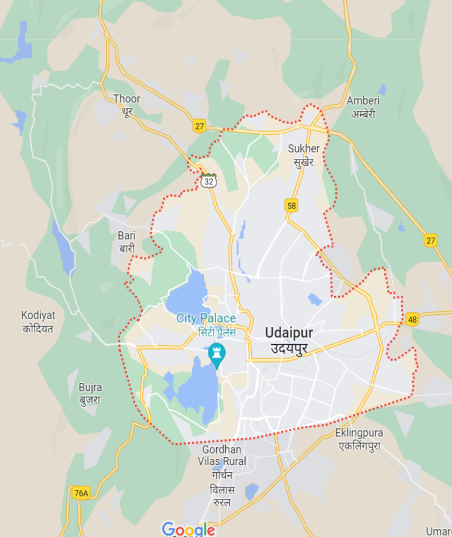 Thoor
थूर
Amberi
अम्बेरी
27
Sukher
सुखेर
32
58
Bari
बारी
27
City Palace
सिटी पैलेस
Kodiyat
कोदियत
48
Udaipur
उदयपुर
Bujra
बुजरा
Eklingpura
एकलिंगपुरा
Gordhan
Vilas Rural
गोर्धन
विलास
रुरल
76A
Google
Umar